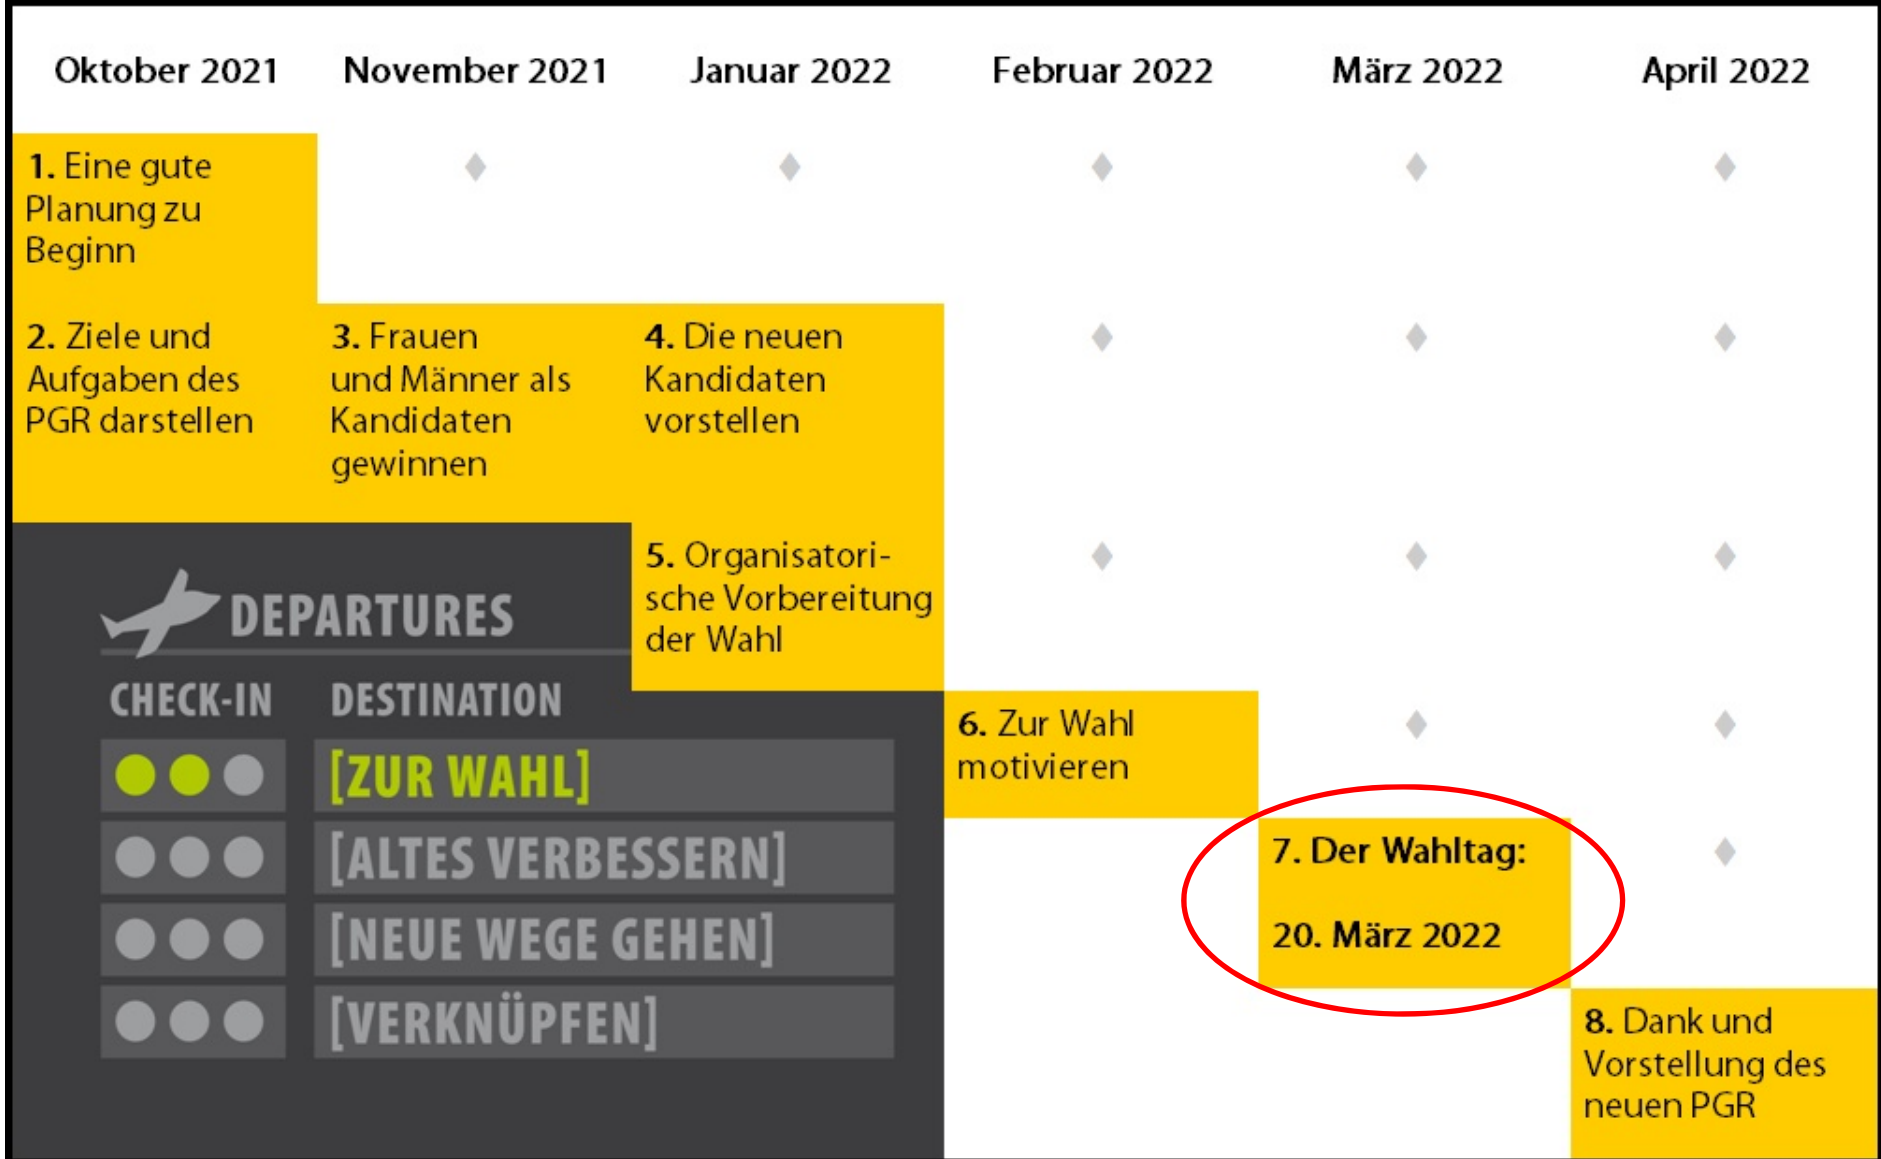 Oktober 2021
November 2021
Januar 2022
Februar 2022
März 2022
April 2022
1. Eine gute
Planung zu
Beginn
2. Ziele und
Aufgaben des
PGR darstellen
3. Frauen
und Männer als
Kandidaten
gewinnen
4. Die neuen
Kandidaten
vorstellen
5. Organisatori-
sche Vorbereitung
der Wahl
DEPARTURES
CHECK-IN
DESTINATION
[ZUR WAHL]
[ALTES VERBESSERN]
[NEUE WEGE GEHEN]
[VERKNÜPFEN]
6. Zur Wahl
motivieren
7. Der Wahltag:
20. März 2022
8. Dank und
Vorstellung des
neuen PGR